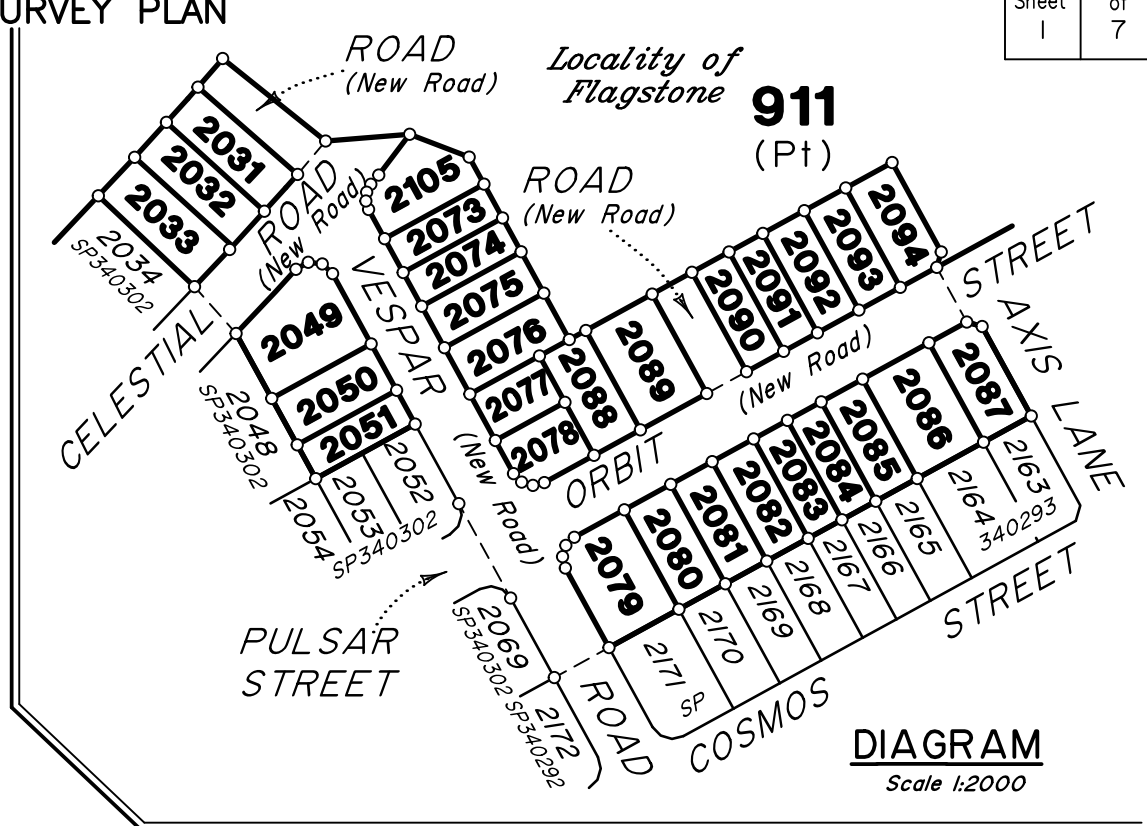 URVEY PLAN
Sheet
1
of
7
ROAD
(New Road)
Locality of
Flagstone
911
(Pt)
2031
2032
2033
2034
SP340302
ROAD
(New Road)
CELESTIAL
2105
2073
2074
2075
2076
2077
2078
VESPAR
(New Road)
ROAD
ROAD
(New Road)
2088
2089
2090
2091
2092
2093
2094
2049
2050
2051
2048
SP340302
2052
2053
2054
SP340302
ORBIT
(New Road)
STREET
AXIS
LANE
2079
2080
2081
2082
2083
2084
2085
2086
2087
2171
2170
2169
2168
2167
2166
2165
2164
2163
SP
340293
COSMOS
STREET
PULSAR
STREET
2069
SP340302
2172
SP340292
DIAGRAM
Scale 1:2000